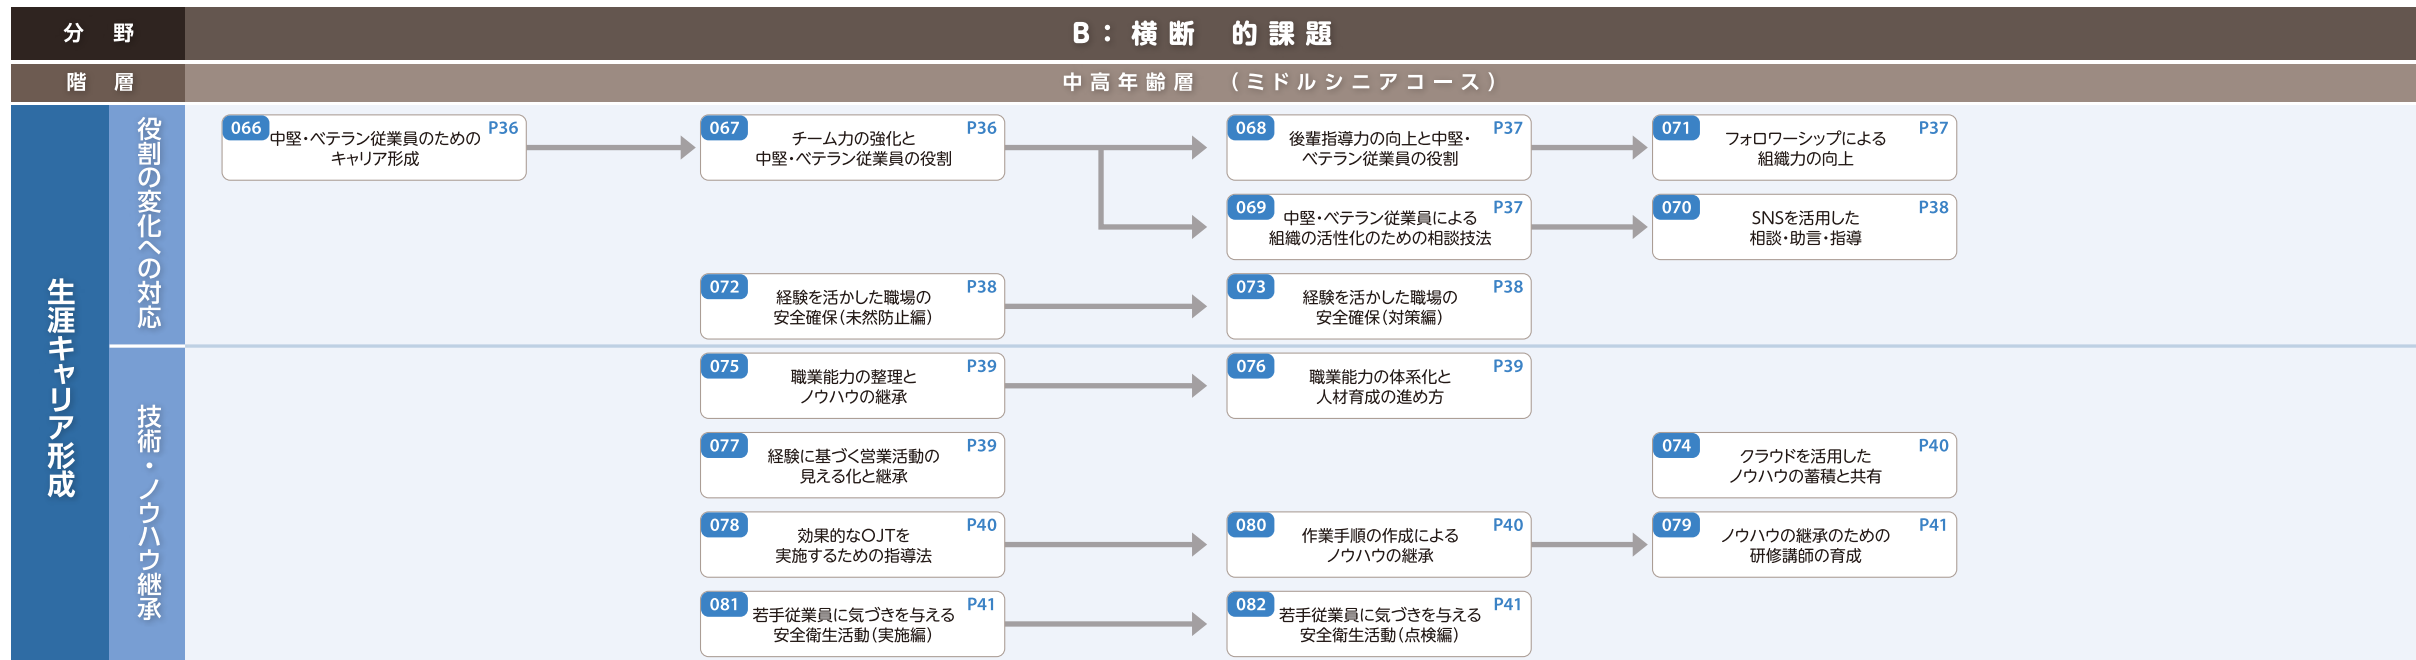 分 野
B：横断 的課題
階 層
中高年齢層 （ミドルシニアコース）
生涯キャリア形成
役割の変化への対応
066
P36
中堅・ベテラン従業員のための
キャリア形成
067
P36
チーム力の強化と
中堅・ベテラン従業員の役割
068
P37
後輩指導力の向上と中堅・
ベテラン従業員の役割
071
P37
フォロワーシップによる
組織力の向上
069
P37
中堅・ベテラン従業員による
組織の活性化のための相談技法
070
P38
SNSを活用した
相談・助言・指導
072
P38
経験を活かした職場の
安全確保（未然防止編）
073
P38
経験を活かした職場の
安全確保（対策編）
技術・ノウハウ継承
075
P39
職業能力の整理と
ノウハウの継承
076
P39
職業能力の体系化と
人材育成の進め方
077
P39
経験に基づく営業活動の
見える化と継承
074
P40
クラウドを活用した
ノウハウの蓄積と共有
078
P40
効果的なOJTを
実施するための指導法
080
P40
作業手順の作成による
ノウハウの継承
079
P41
ノウハウの継承のための
研修講師の育成
081
P41
若手従業員に気づきを与える
安全衛生活動（実施編）
082
P41
若手従業員に気づきを与える
安全衛生活動（点検編）